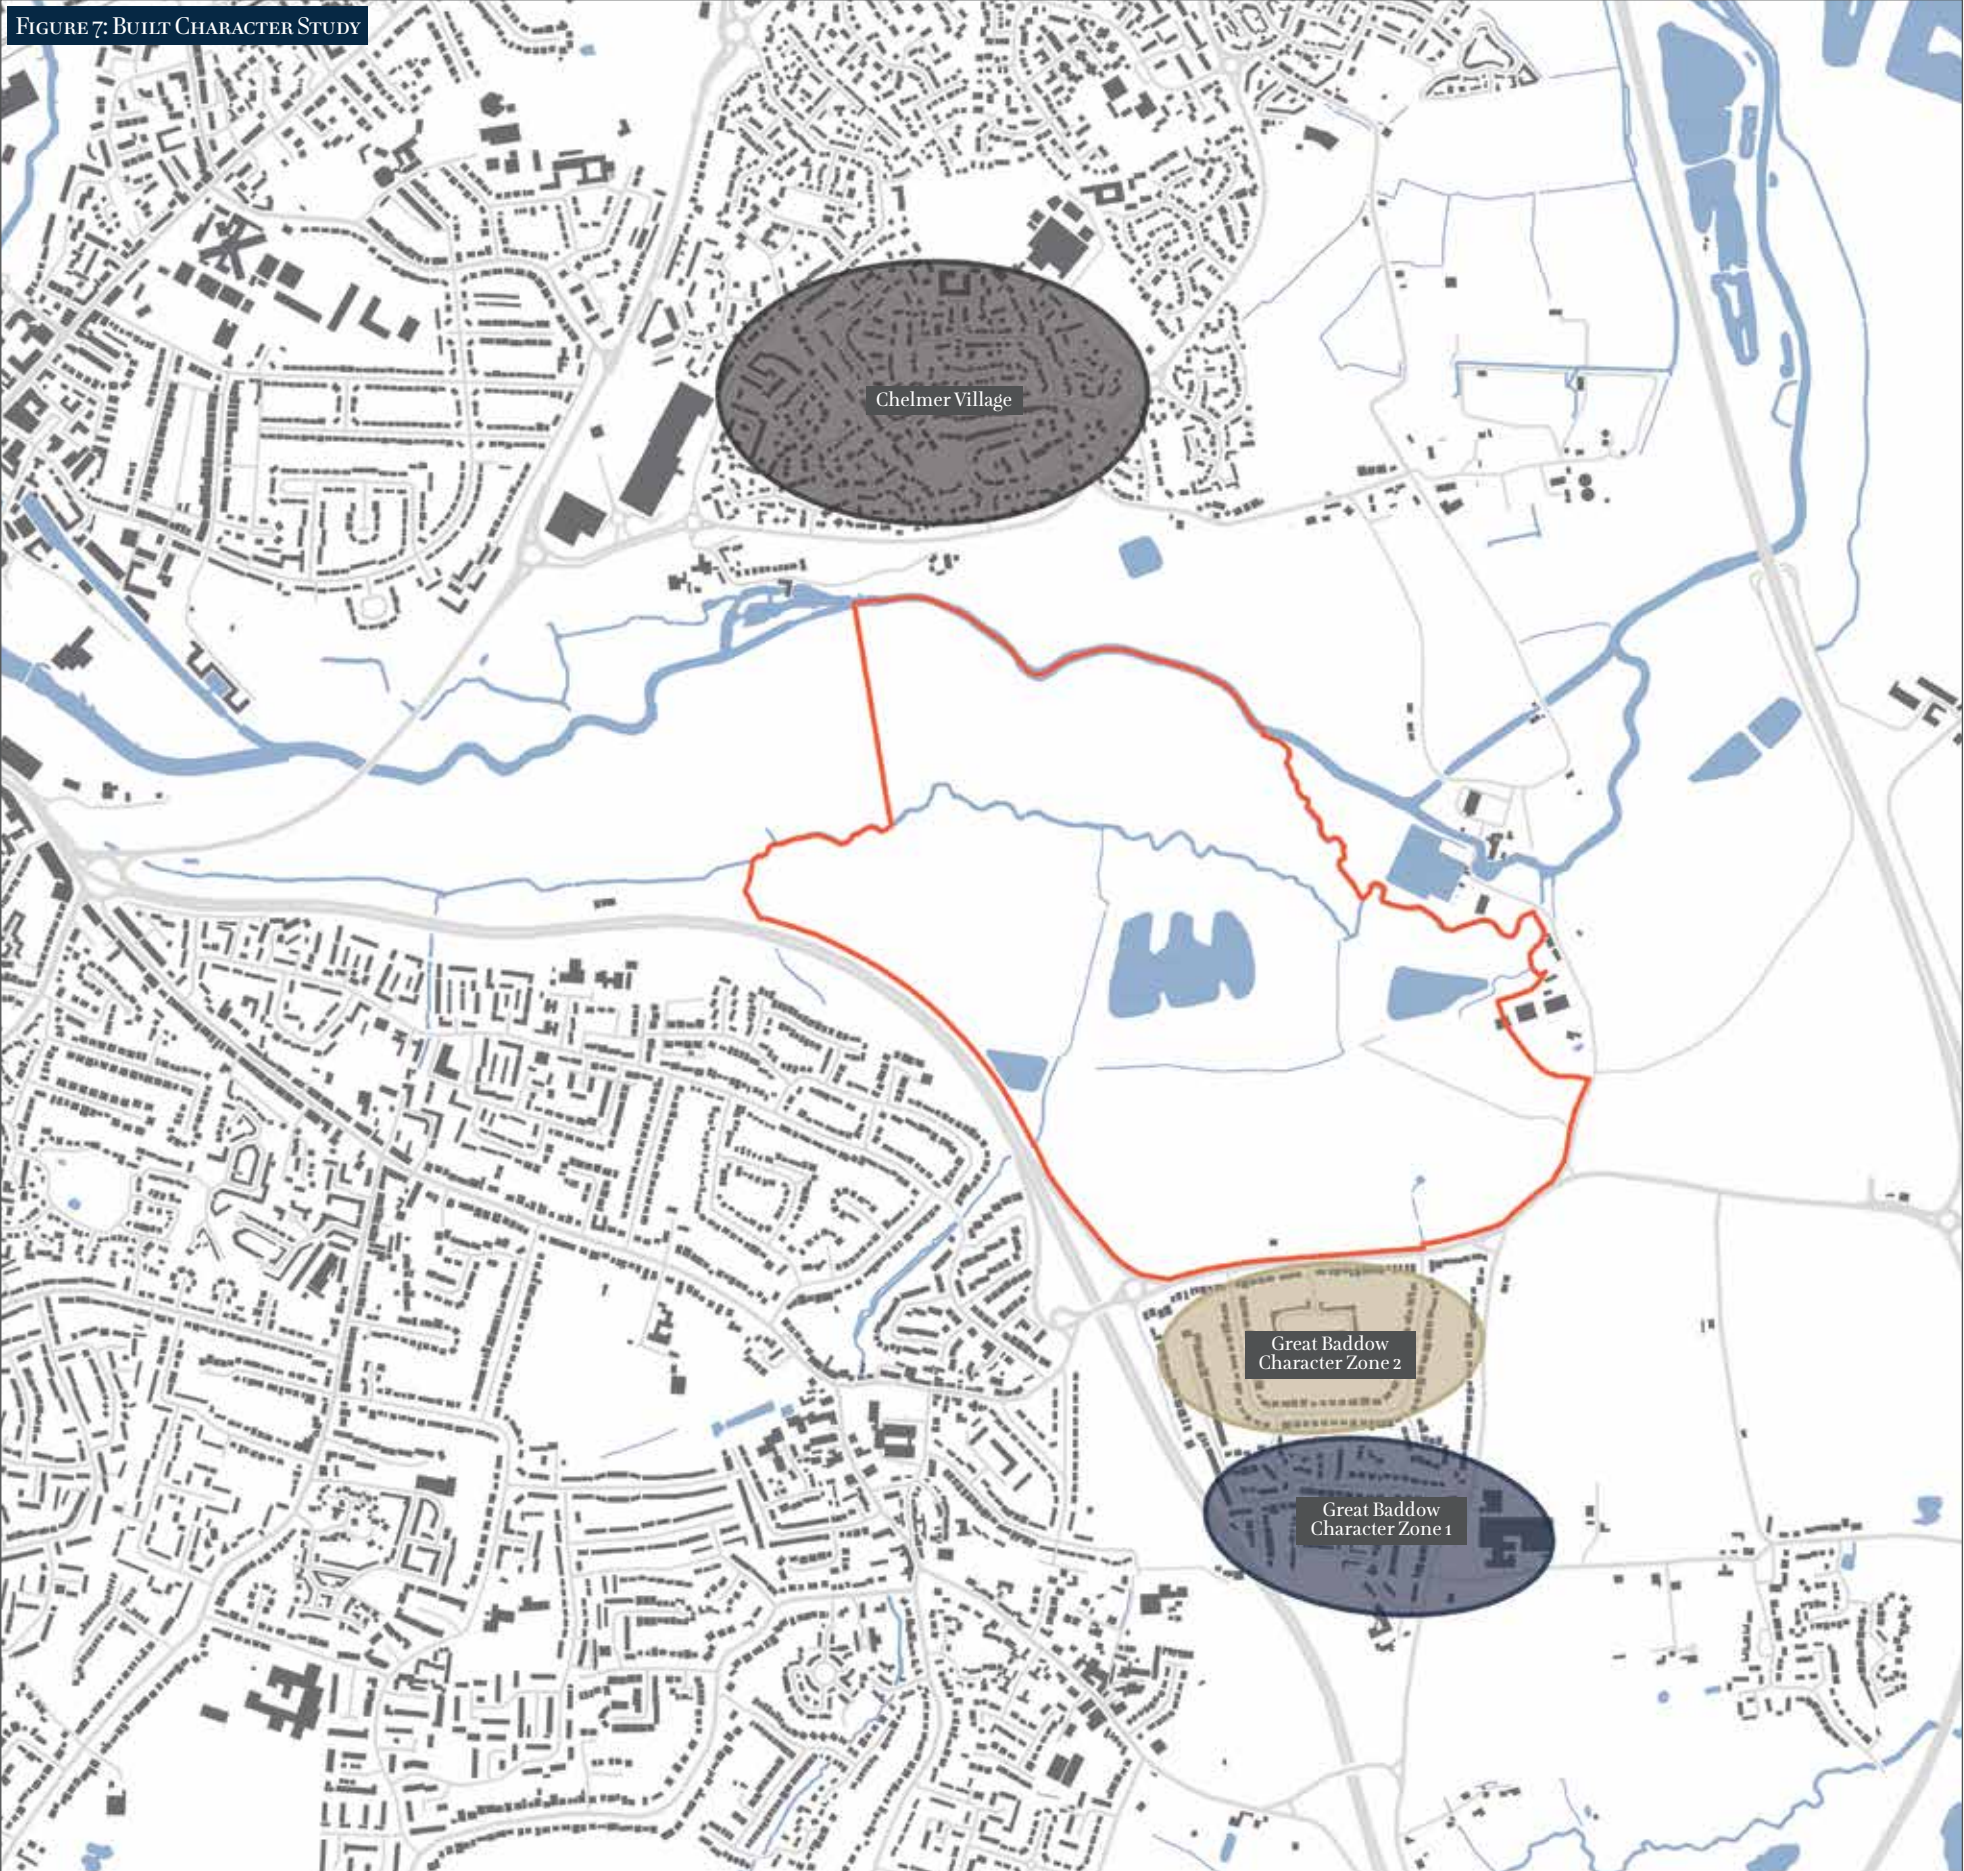 Figure 7: Built Character Study
Chelmer Village
Great Baddow
Character Zone 2
Great Baddow
Character Zone 1